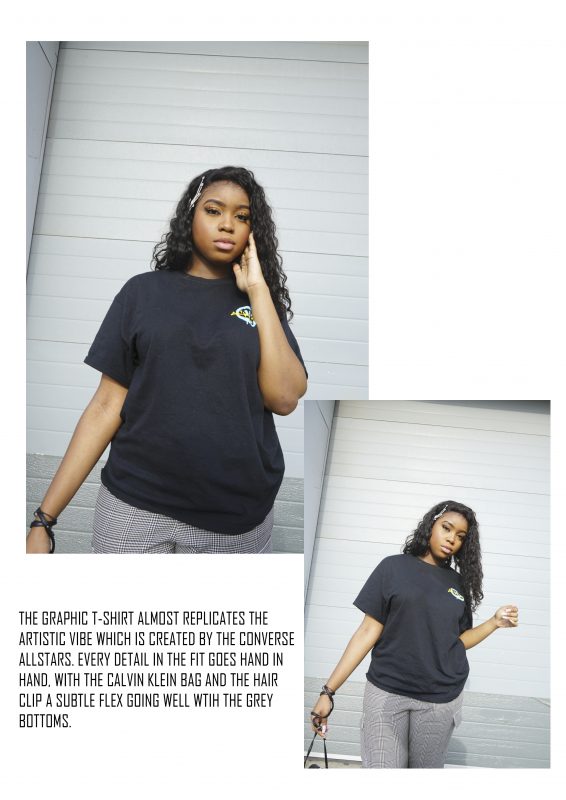 THE GRAPHIC T-SHIRT ALMOST REPLICATES THE
ARTISTIC VIBE WHICH IS CREATED BY THE CONVERSE
ALLSTARS. EVERY DETAIL IN THE FIT GOES HAND IN
HAND, WITH THE CALVIN KLEIN BAG AND THE HAIR
CLIP A SUBTLE FLEX GOING WELL WTIH THE GREY
BOTTOMS.